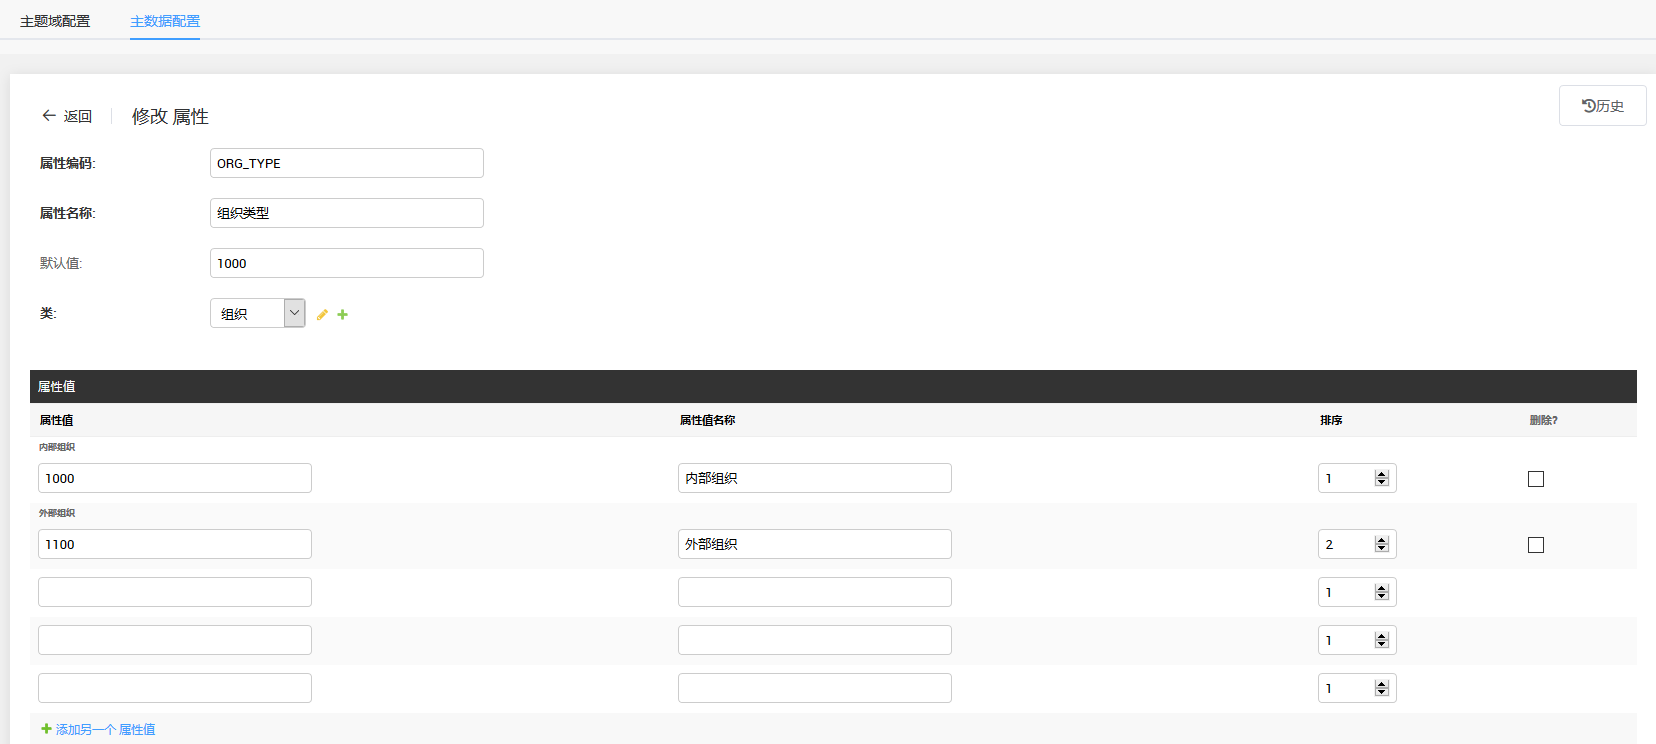 主题域配置 主数据配置
返回 修改 属性 历史
属性编码: ORG_TYPE
属性名称: 组织类型
默认值: 1000
类: 组织
属性值
属性值 属性值名称 排序 删除?
内部组织
1000 内部组织 1
外部组织
1100 外部组织 2
1
1
1
添加另一个 属性值